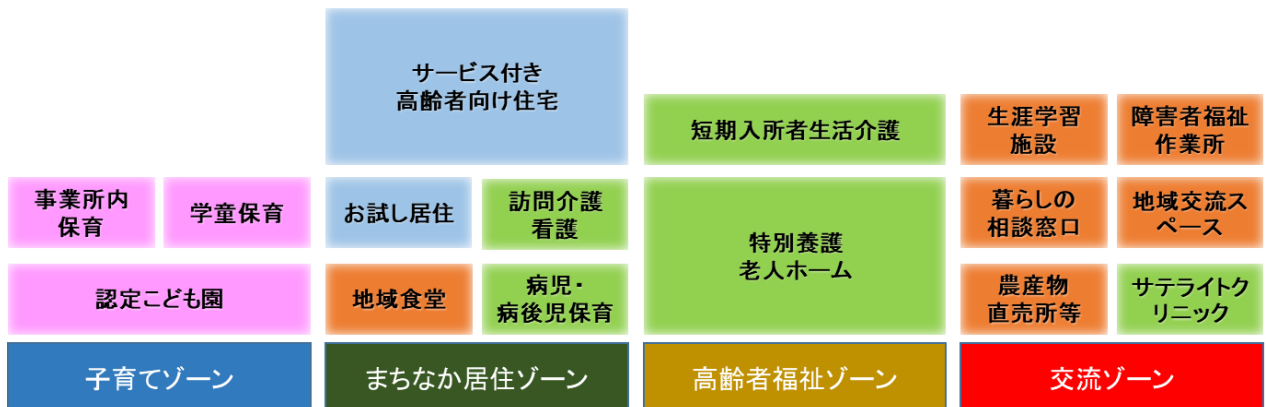 サービス付き
高齢者向け住宅
短期入所者生活介護
生涯学習
施設
障害者福祉
作業所
事業所内
保育
学童保育
お試し居住
訪問介護
看護
特別養護
老人ホーム
暮らしの
相談窓口
地域交流ス
ペース
認定こども園
地域食堂
病児・
病後児保育
農産物
直売所等
サテライトク
リニック
子育てゾーン
まちなか居住ゾーン
高齢者福祉ゾーン
交流ゾーン